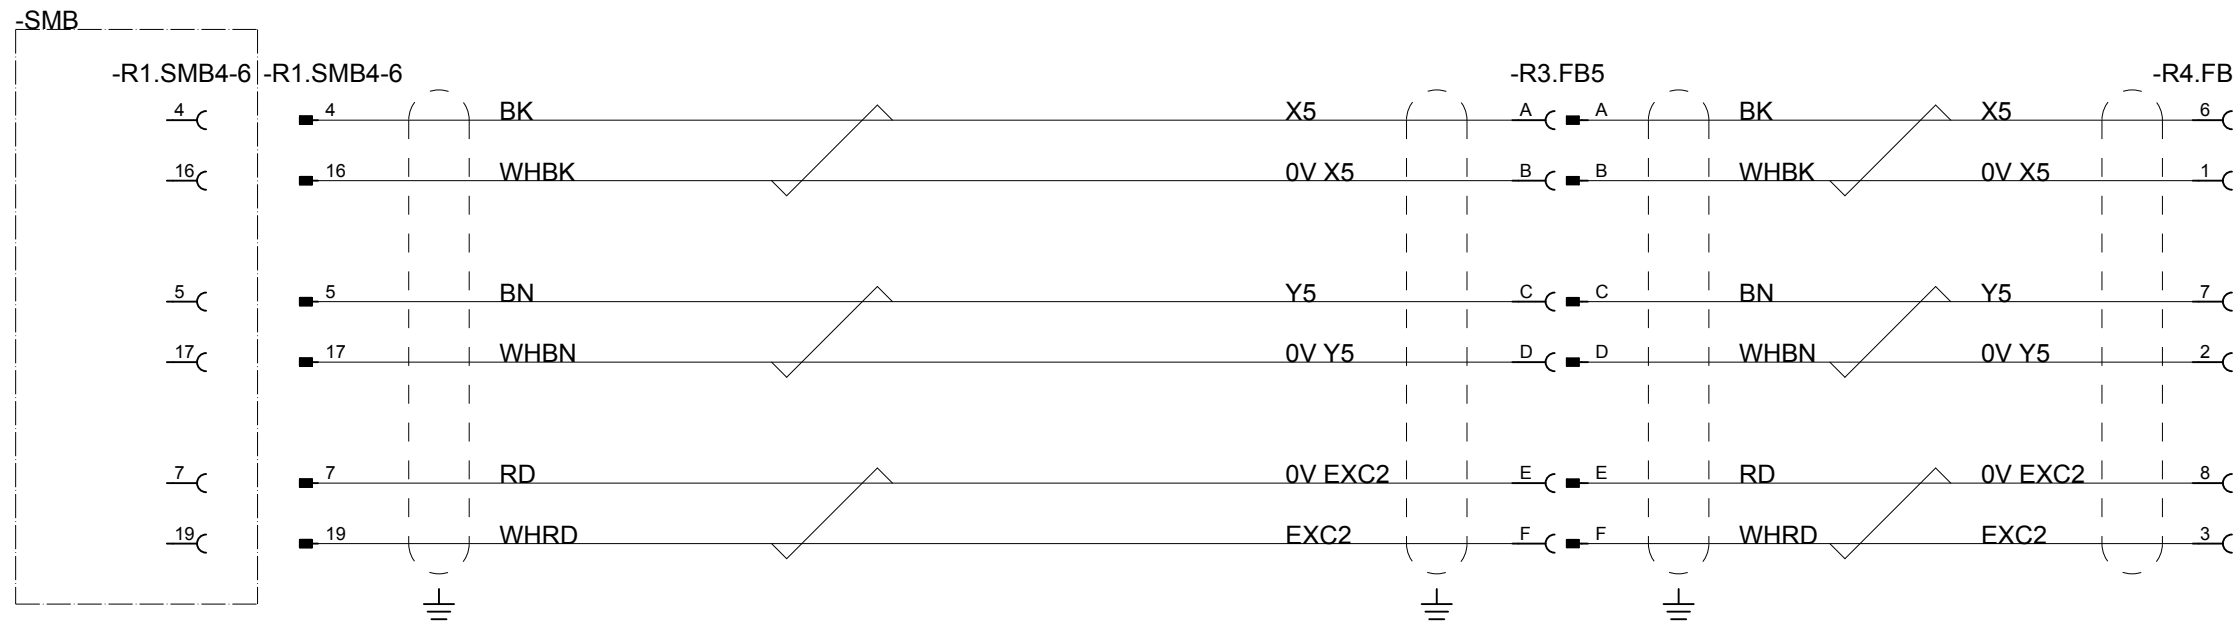 -SMB
-R1.SMB4-6 -R1.SMB4-6 -R3.FB5 -R4.FB
4 4 BK X5 A A BK X5 6
16 16 WHBK 0V X5 B B WHBK 0V X5 1
5 5 BN Y5 C C BN Y5 7
17 17 WHBN 0V Y5 D D WHBN 0V Y5 2
7 7 RD 0V EXC2 E E RD 0V EXC2 8
19 19 WHRD EXC2 F F WHRD EXC2 3